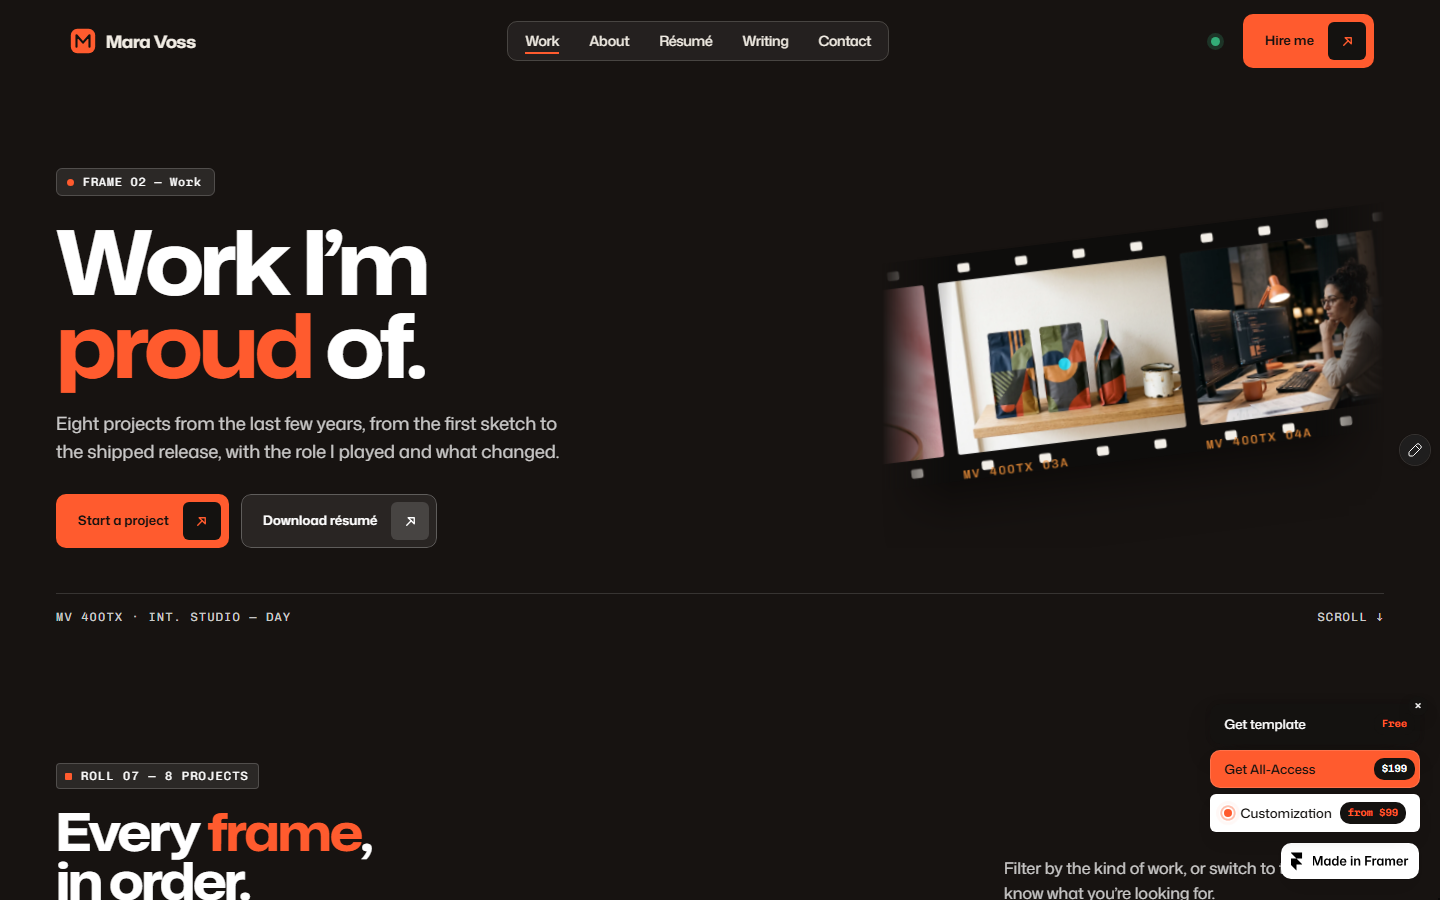 Mara Voss
Work
About
Résumé
Writing
Contact
Hire me
FRAME 02 — Work
Work I’m
proud of.
Eight projects from the last few years, from the first sketch to
the shipped release, with the role I played and what changed.
Start a project
Download résumé
MV 400TX 03A
MV 400TX 04A
MV 400TX · INT. STUDIO — DAY
SCROLL ↓
ROLL 07 — 8 PROJECTS
Every frame,
in order.
Filter by the kind of work, or switch to
know what you’re looking for.
Get template
Free
Get All-Access
$199
Customization
from $99
Made in Framer